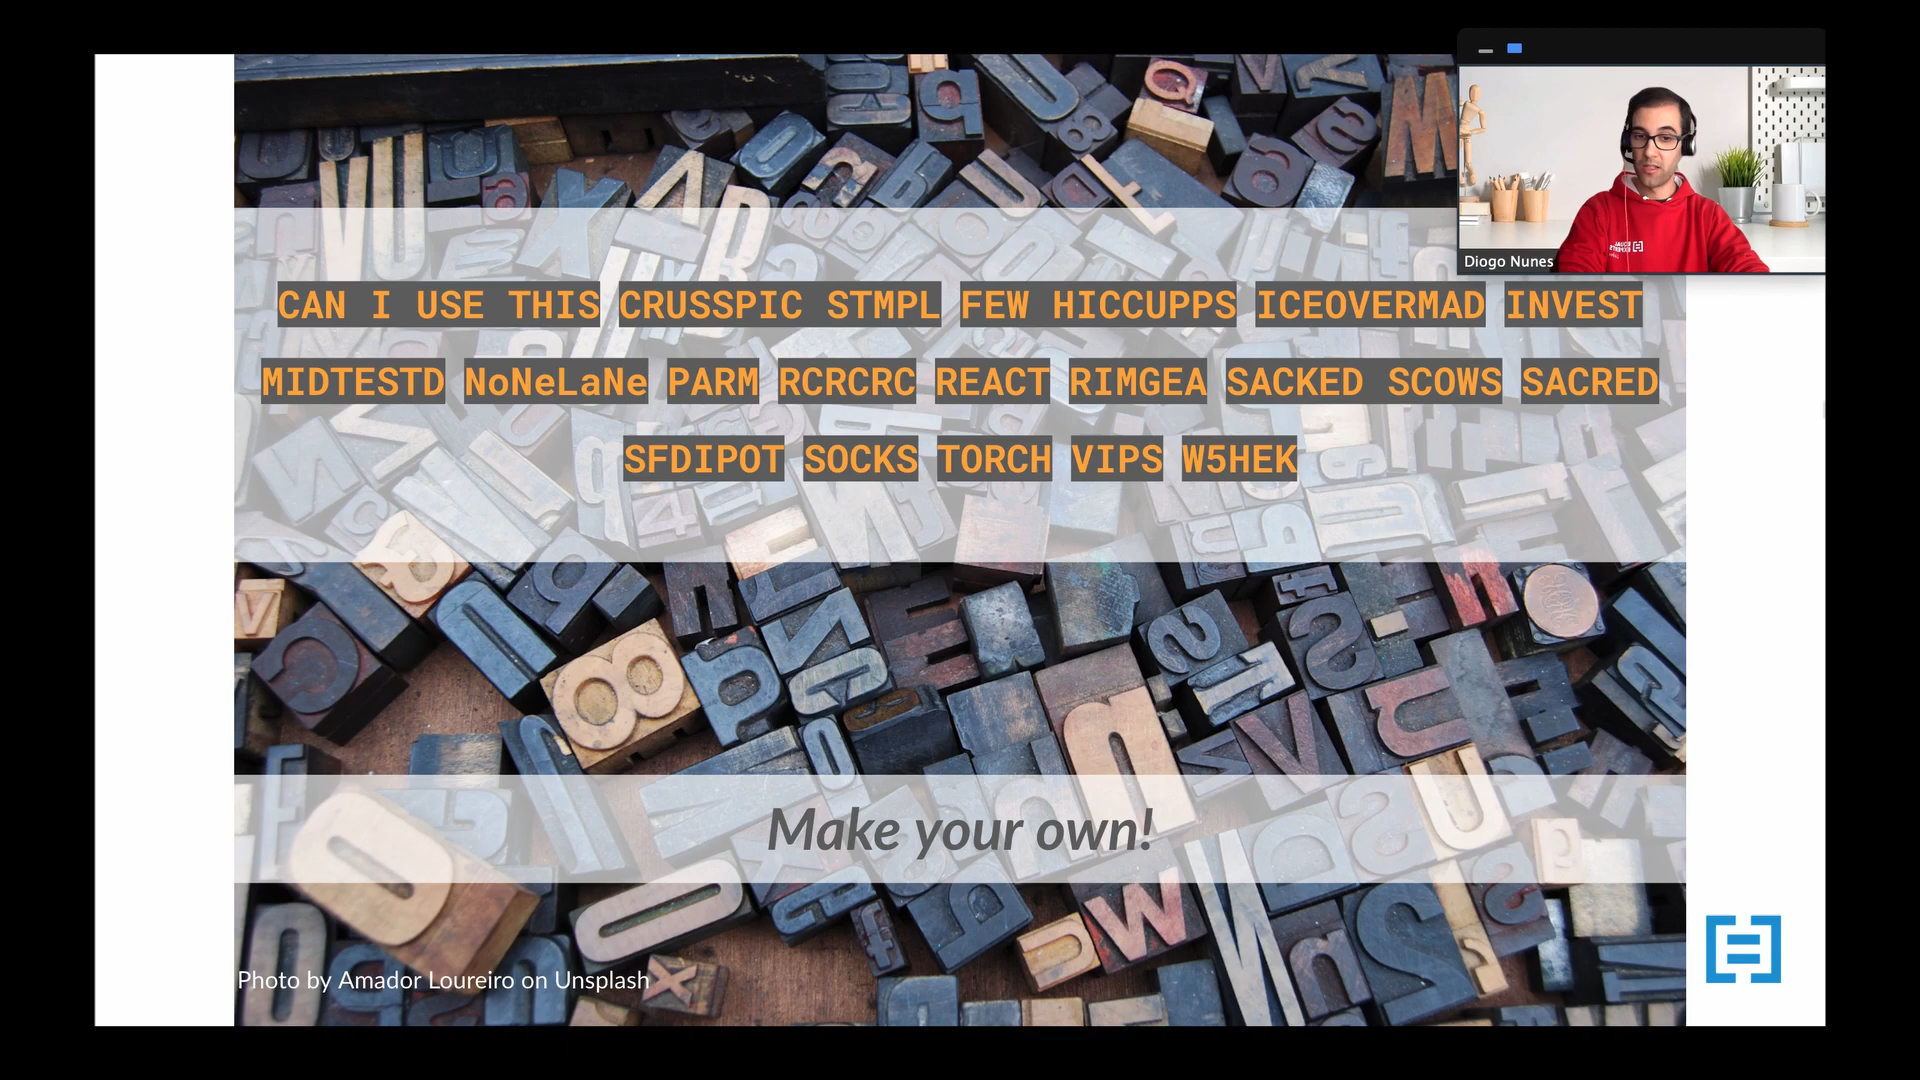 CAN I USE THIS CRUSSPIC STMPL FEW HICCUPPS ICEOVERMAD INVEST
MIDTESTD NoNeLaNe PARM RCRCRC REACT RIMGEA SACKED SCOWS SACRED
SFDIPOT SOCKS TORCH VIPS W5HEK
Make your own!
Photo by Amador Loureiro on Unsplash
Diogo Nunes